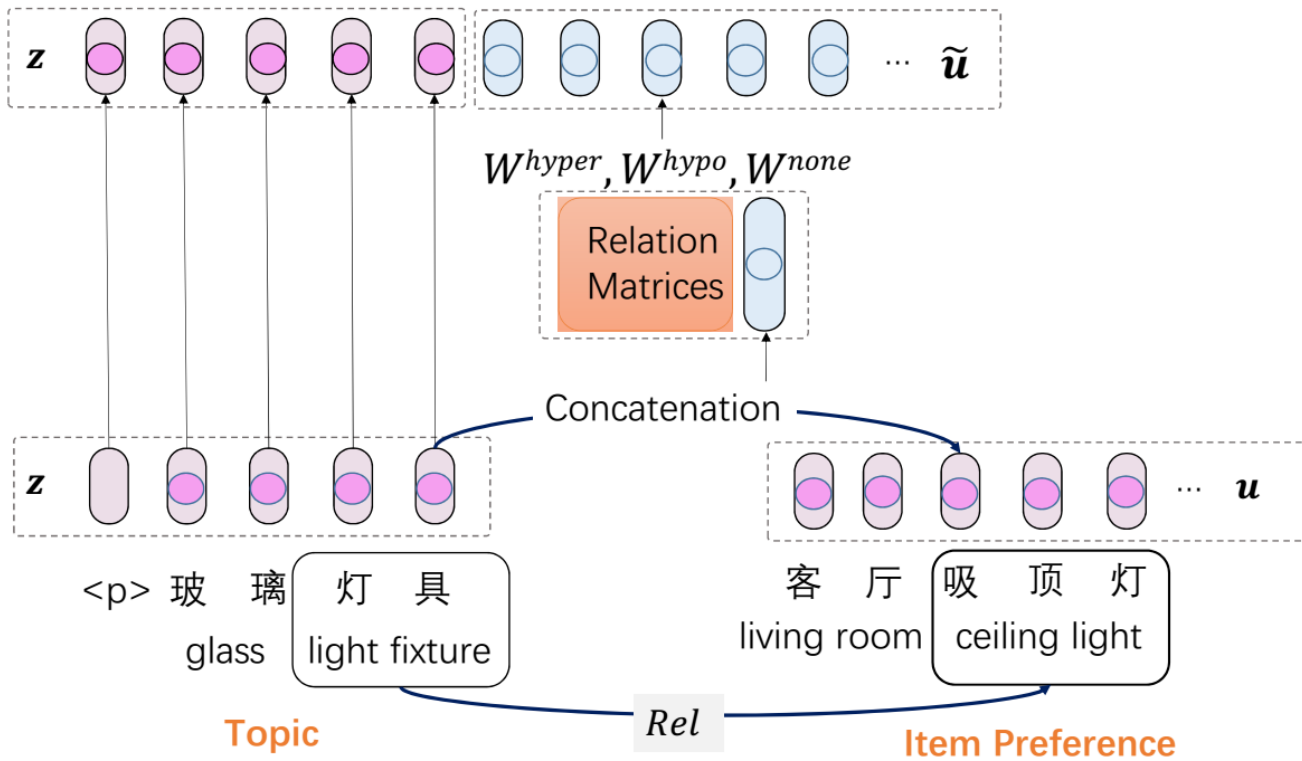 z ... ũ
W^{hyper}, W^{hypo}, W^{none}
Relation
Matrices
Concatenation
z ... u
<p> 玻 璃 灯 具 客 厅 吸 顶 灯
glass light fixture living room ceiling light
Rel
Topic Item Preference